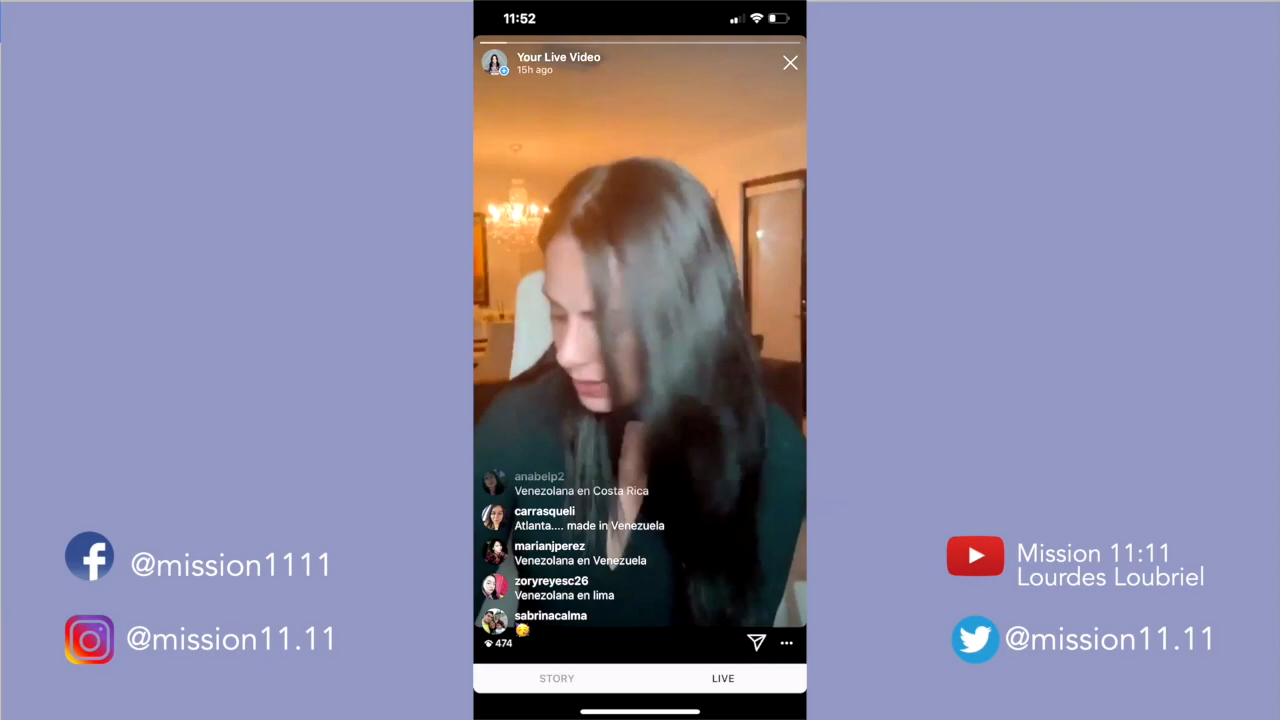 11:52
Your Live Video
15h ago
anabelp2
Venezolana en Costa Rica
carrasqueli
Atlanta.... made in Venezuela
marianjperez
Venezolana en Venezuela
zoryreyesc26
Venezolana en lima
sabrinacalma
🥳
474
STORY
LIVE
@mission1111
@mission11.11
Mission 11:11
Lourdes Loubriel
@mission11.11